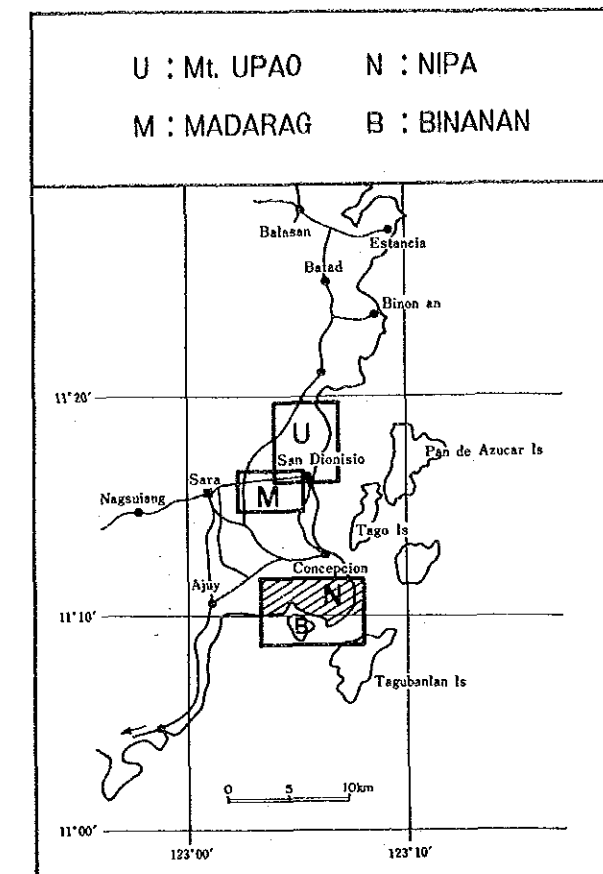 U : Mt. UPAO N : NIPA
M : MADARAG B : BINANAN
Balasan
Estancia
Batad
Binon an
11°20'
U
San Dionisio
Pan de Azucar Is
Sara
M
Nagsuiang
Tago Is
Concepcion
Ajuy
N
11°10'
B
Tagubanlan Is
0 5 10km
11°00'
123°00' 123°10'